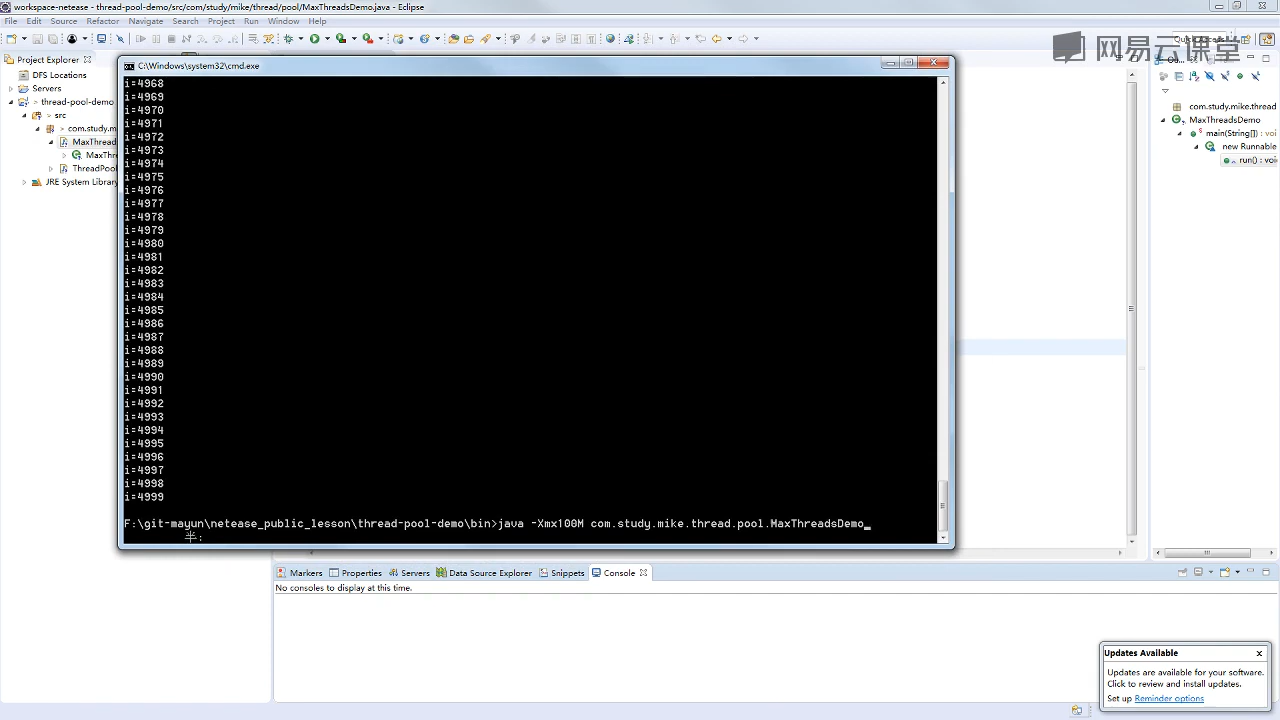 workspace-netease - thread-pool-demo/src/com/study/mike/thread/pool/MaxThreadsDemo.java - Eclipse
File Edit Source Refactor Navigate Search Project Run Window Help
网易云课堂
Project Explorer
DFS Locations
Servers
> thread-pool-demo
> src
> com.study.m
MaxThread
MaxThre
ThreadPoo
JRE System Library
C:\Windows\system32\cmd.exe
i=4968
i=4969
i=4970
i=4971
i=4972
i=4973
i=4974
i=4975
i=4976
i=4977
i=4978
i=4979
i=4980
i=4981
i=4982
i=4983
i=4984
i=4985
i=4986
i=4987
i=4988
i=4989
i=4990
i=4991
i=4992
i=4993
i=4994
i=4995
i=4996
i=4997
i=4998
i=4999
F:\git-mayun\netease_public_lesson\thread-pool-demo\bin>java -Xmx100M com.study.mike.thread.pool.MaxThreadsDemo_
半:
com.study.mike.thread
MaxThreadsDemo
main(String[]) : voi
new Runnable
run() : voi
Markers Properties Servers Data Source Explorer Snippets Console
No consoles to display at this time.
Updates Available
Updates are available for your software.
Click to review and install updates.
Set up Reminder options